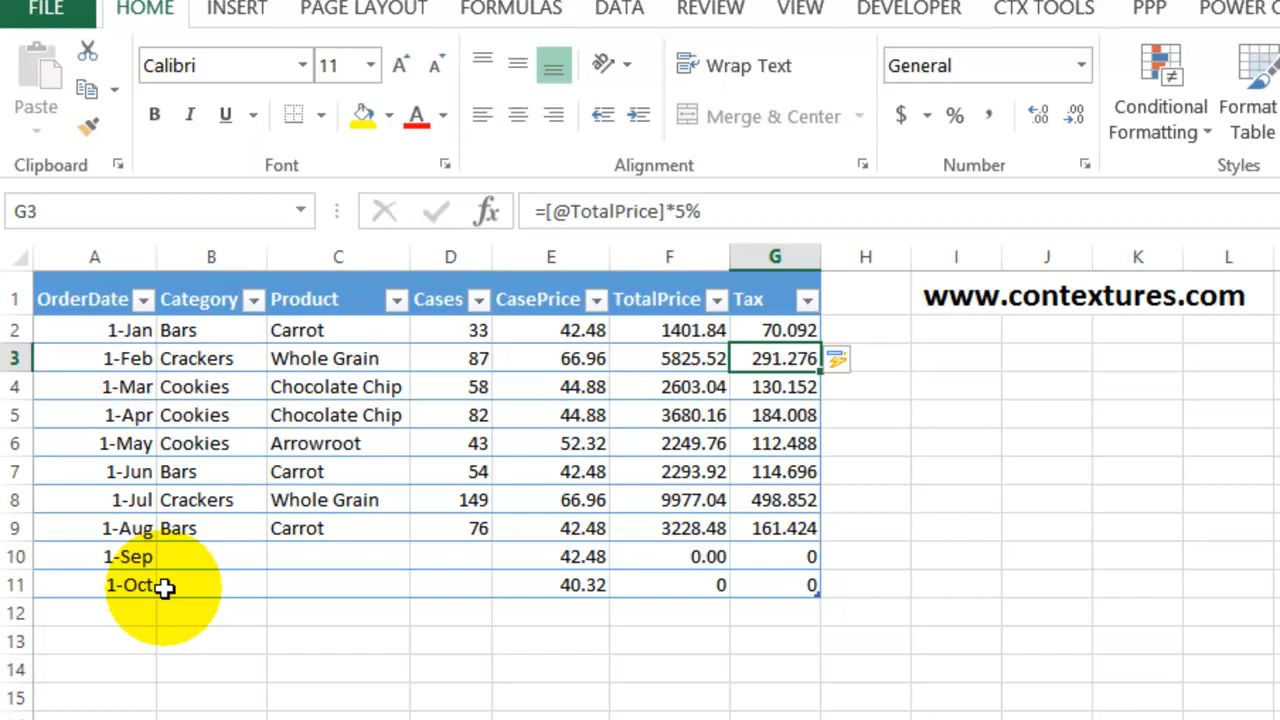 FILE HOME INSERT PAGE LAYOUT FORMULAS DATA REVIEW VIEW DEVELOPER CTX TOOLS PPP POWER
Calibri 11 Wrap Text General
Paste B I U A Merge & Center $ % , Conditional Formatting Format Table
Clipboard Font Alignment Number Styles
G3 fx =[@TotalPrice]*5%
A B C D E F G H I J K L
1 OrderDate Category Product Cases CasePrice TotalPrice Tax www.contextures.com
2 1-Jan Bars Carrot 33 42.48 1401.84 70.092
3 1-Feb Crackers Whole Grain 87 66.96 5825.52 291.276
4 1-Mar Cookies Chocolate Chip 58 44.88 2603.04 130.152
5 1-Apr Cookies Chocolate Chip 82 44.88 3680.16 184.008
6 1-May Cookies Arrowroot 43 52.32 2249.76 112.488
7 1-Jun Bars Carrot 54 42.48 2293.92 114.696
8 1-Jul Crackers Whole Grain 149 66.96 9977.04 498.852
9 1-Aug Bars Carrot 76 42.48 3228.48 161.424
10 1-Sep 42.48 0.00 0
11 1-Oct 40.32 0 0
12
13
14
15